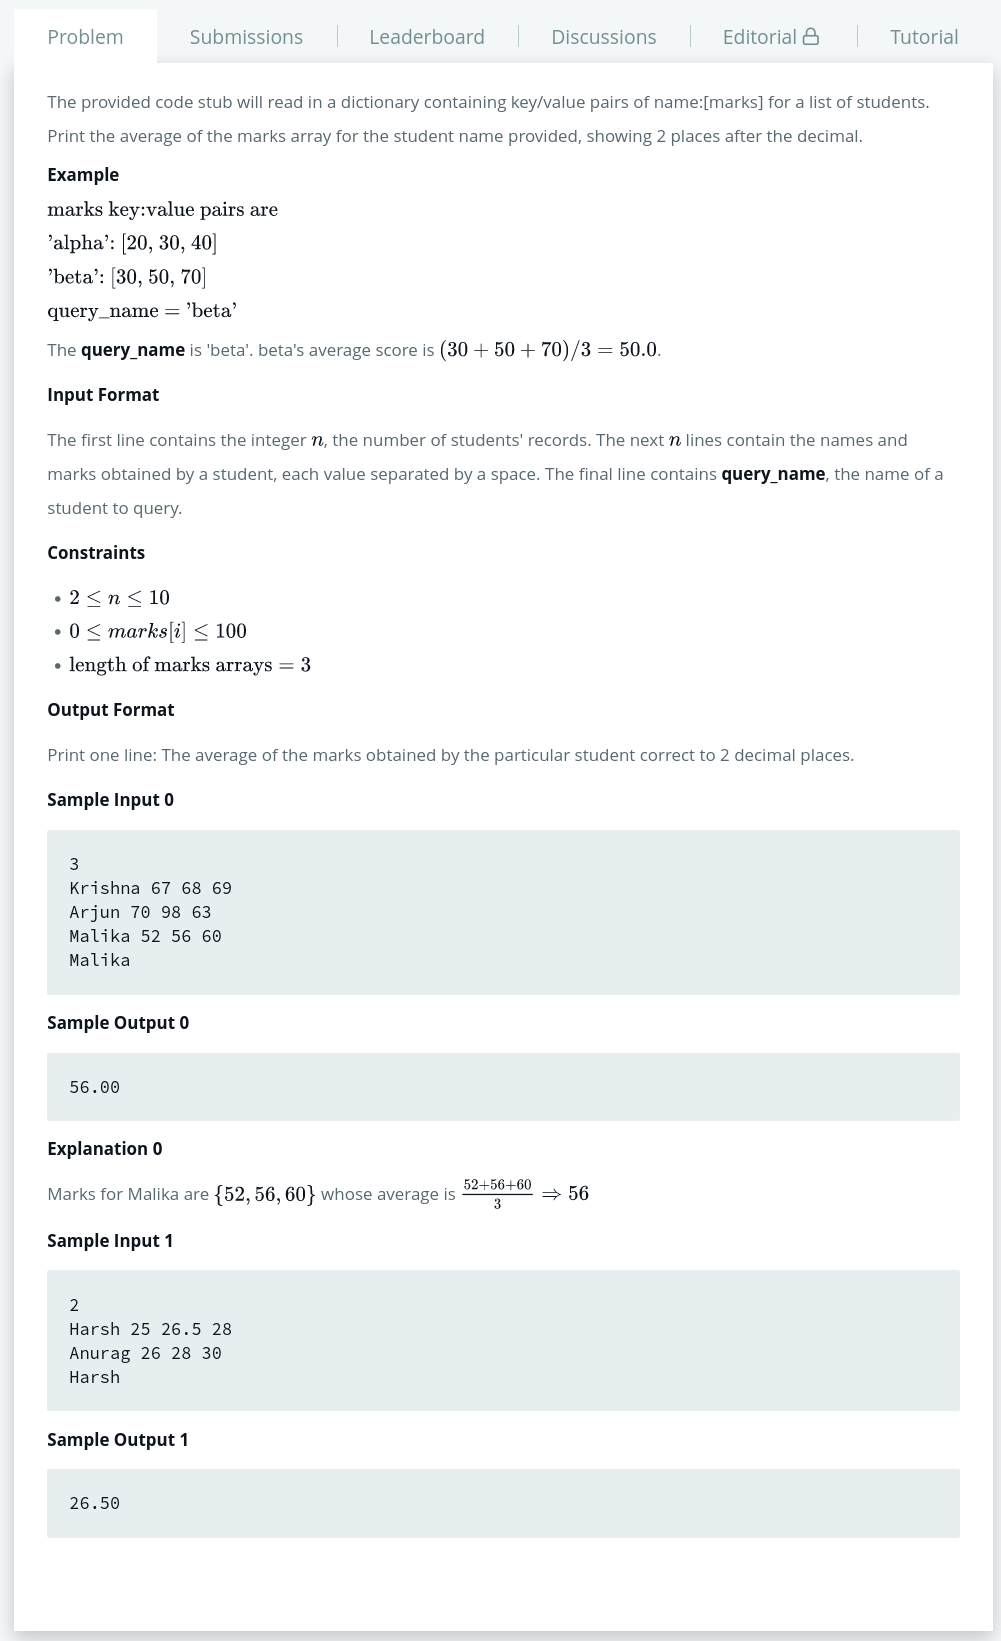 Problem Submissions Leaderboard Discussions Editorial Tutorial
The provided code stub will read in a dictionary containing key/value pairs of name:[marks] for a list of students.
Print the average of the marks array for the student name provided, showing 2 places after the decimal.
Example
marks key:value pairs are
’alpha’: [20, 30, 40]
’beta’: [30, 50, 70]
query_name = ’beta’
The query_name is 'beta'. beta's average score is (30 + 50 + 70)/3 = 50.0.
Input Format
The first line contains the integer n, the number of students' records. The next n lines contain the names and
marks obtained by a student, each value separated by a space. The final line contains query_name, the name of a
student to query.
Constraints
• 2 ≤ n ≤ 10
• 0 ≤ marks[i] ≤ 100
• length of marks arrays = 3
Output Format
Print one line: The average of the marks obtained by the particular student correct to 2 decimal places.
Sample Input 0
3
Krishna 67 68 69
Arjun 70 98 63
Malika 52 56 60
Malika
Sample Output 0
56.00
Explanation 0
Marks for Malika are {52, 56, 60} whose average is (52+56+60)/3 ⇒ 56
Sample Input 1
2
Harsh 25 26.5 28
Anurag 26 28 30
Harsh
Sample Output 1
26.50